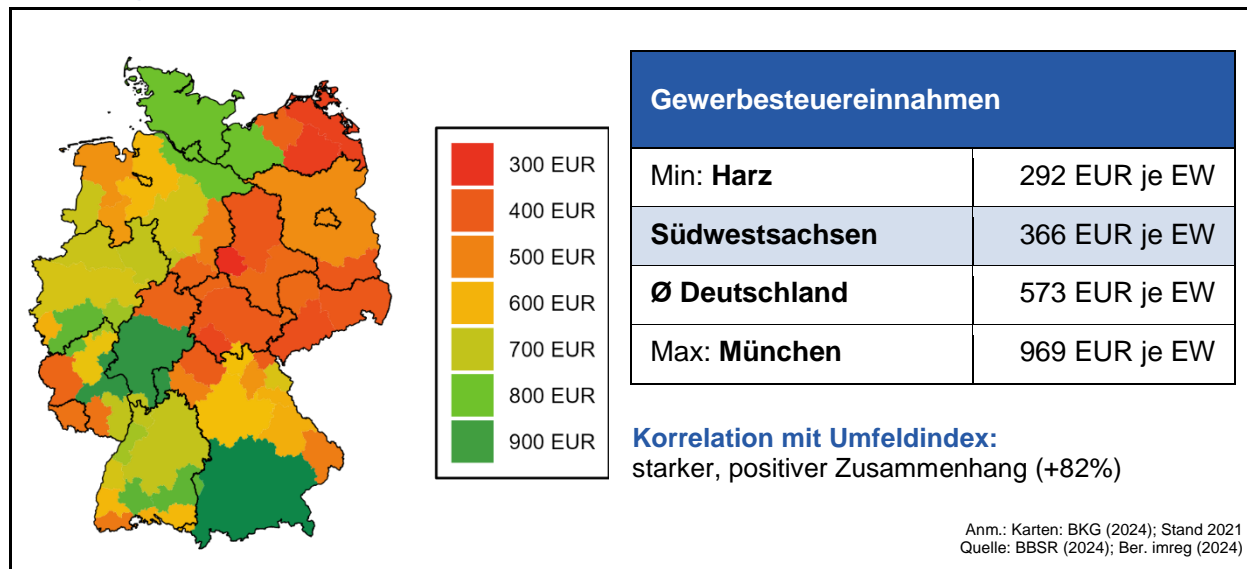 300 EUR
400 EUR
500 EUR
600 EUR
700 EUR
800 EUR
900 EUR
Gewerbesteuereinnahmen
Min: Harz 292 EUR je EW
Südwestsachsen 366 EUR je EW
Ø Deutschland 573 EUR je EW
Max: München 969 EUR je EW
Korrelation mit Umfeldindex:
starker, positiver Zusammenhang (+82%)
Anm.: Karten: BKG (2024); Stand 2021
Quelle: BBSR (2024); Ber. imreg (2024)